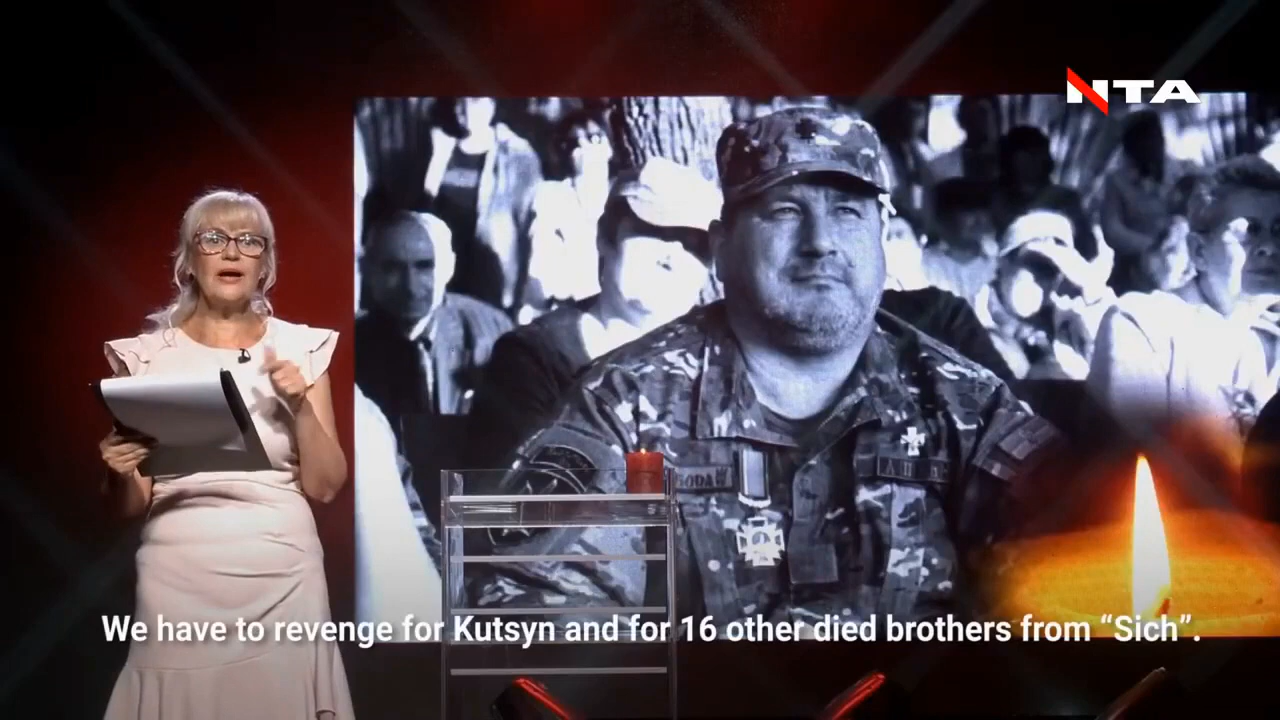 NTA
We have to revenge for Kutsyn and for 16 other died brothers from “Sich”.